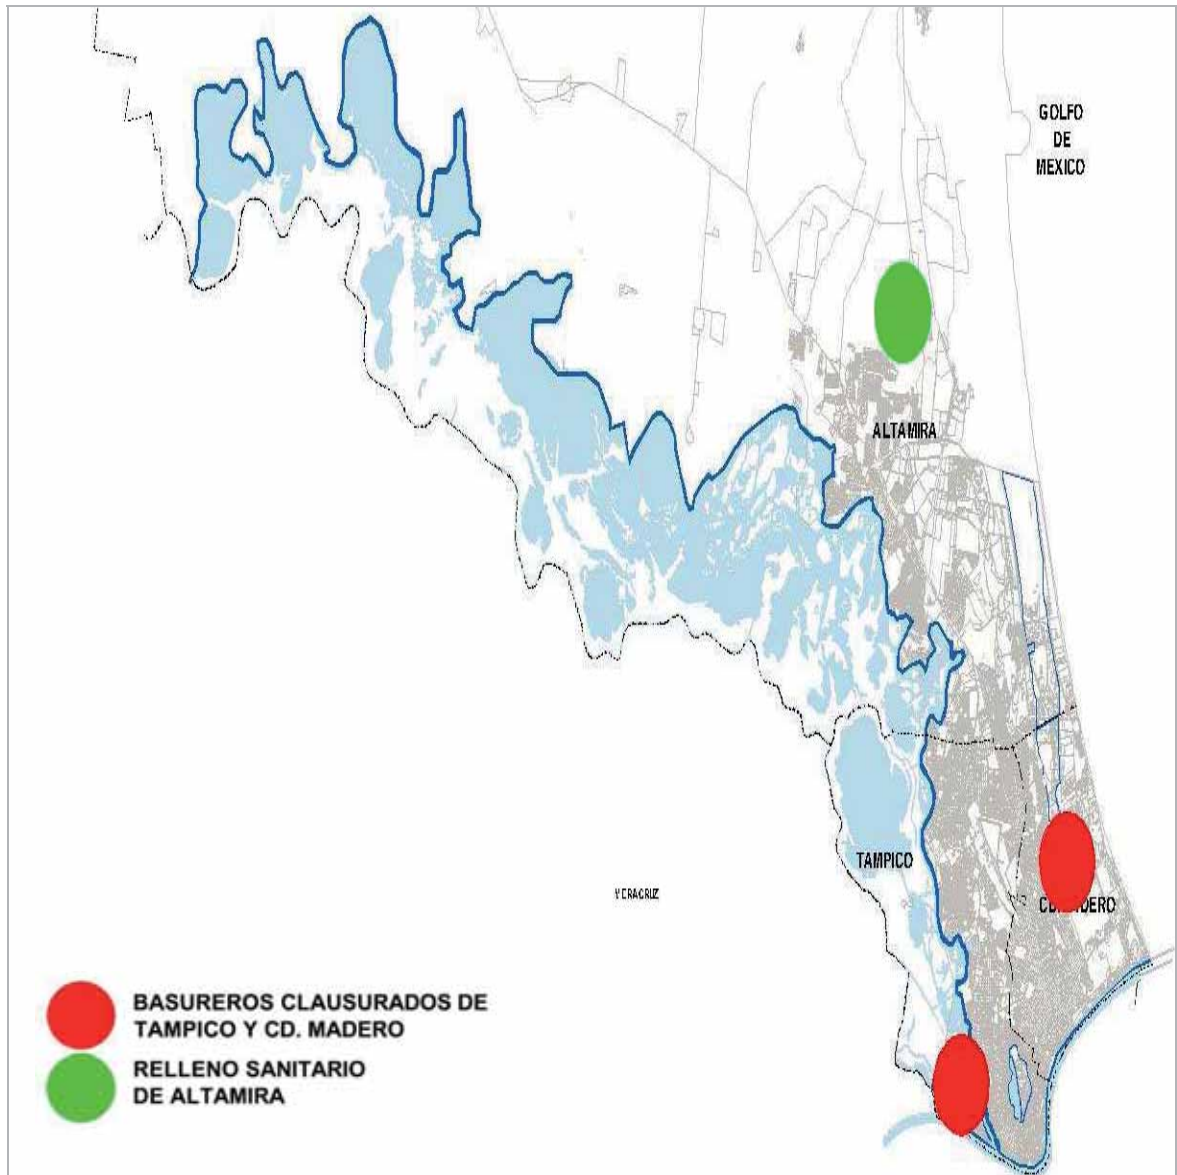 GOLFO
DE
MEXICO
ALTAMIRA
TAMPICO
VERACRUZ
BASUREROS CLAUSURADOS DE
TAMPICO Y CD. MADERO
RELLENO SANITARIO
DE ALTAMIRA